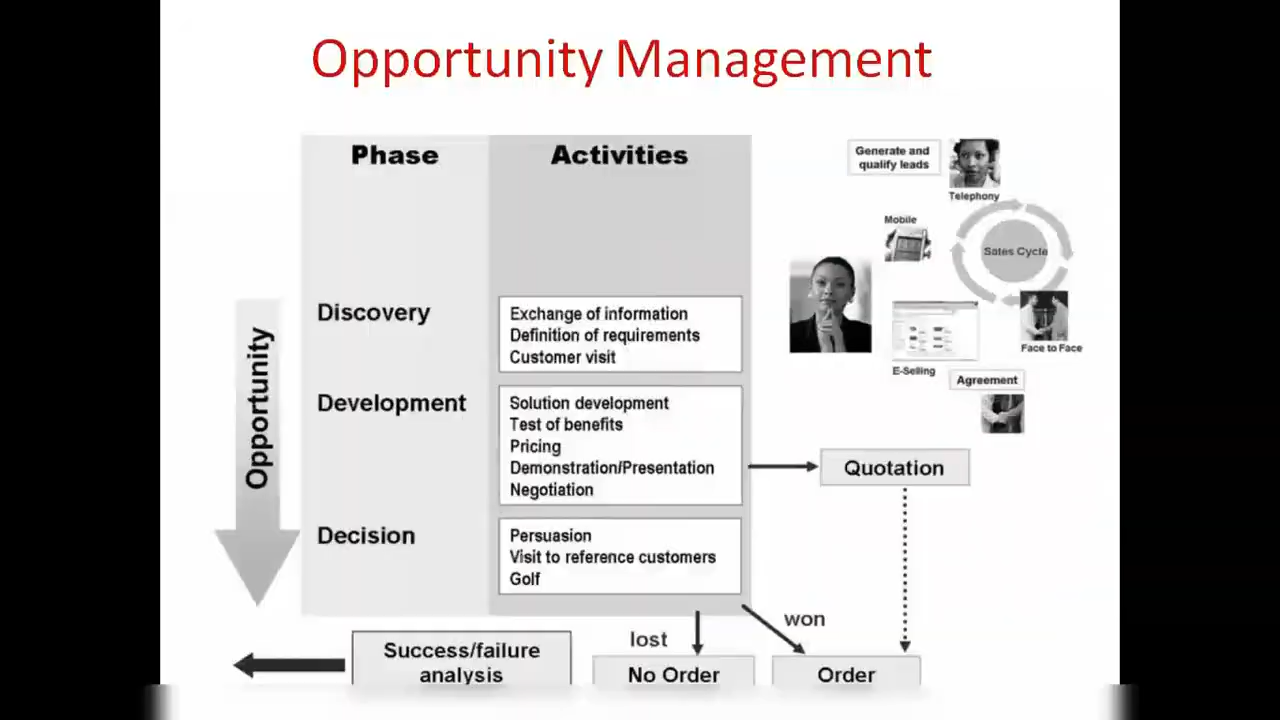 Opportunity Management
Phase
Activities
Generate and
qualify leads
Telephony
Mobile
Sales Cycle
Face to Face
E-Selling
Agreement
Opportunity
Discovery
Exchange of information
Definition of requirements
Customer visit
Development
Solution development
Test of benefits
Pricing
Demonstration/Presentation
Negotiation
Quotation
Decision
Persuasion
Visit to reference customers
Golf
lost
won
Success/failure
analysis
No Order
Order